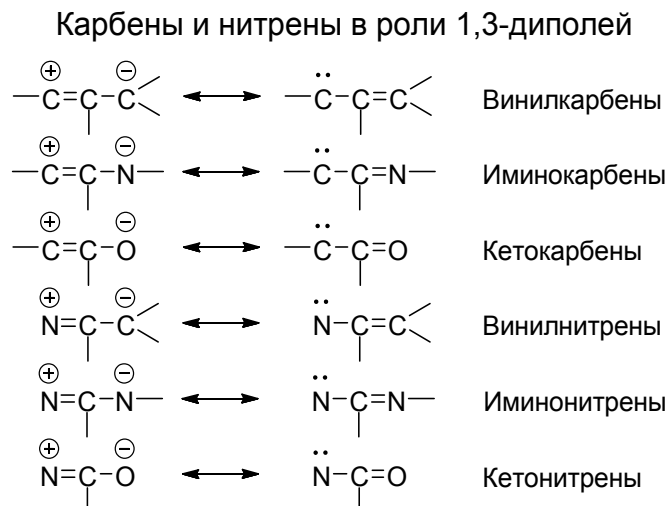 Карбены и нитрены в роли 1,3-диполей
⊕ ⊖ ··
C=C-C ↔ C-C=C Винилкарбены
⊕ ⊖ ··
C=C-N ↔ C-C=N Иминокарбены
⊕ ⊖ ··
C=C-O ↔ C-C=O Кетокарбены
⊕ ⊖ ··
N=C-C ↔ N-C=C Винилнитрены
⊕ ⊖ ··
N=C-N ↔ N-C=N Иминонитрены
⊕ ⊖ ··
N=C-O ↔ N-C=O Кетонитрены